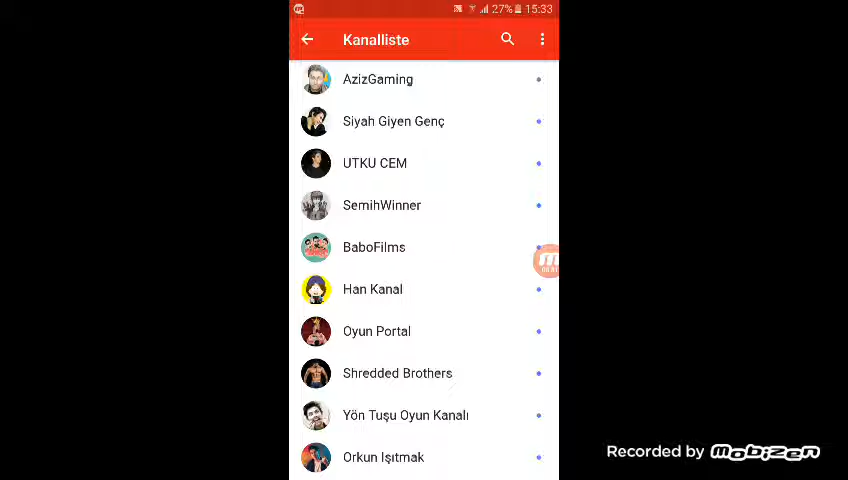 27% 15:33
Kanalliste
AzizGaming
Siyah Giyen Genç
UTKU CEM
SemihWinner
BaboFilms
Han Kanal
Oyun Portal
Shredded Brothers
Yön Tuşu Oyun Kanalı
Orkun Işıtmak
Recorded by mobizen